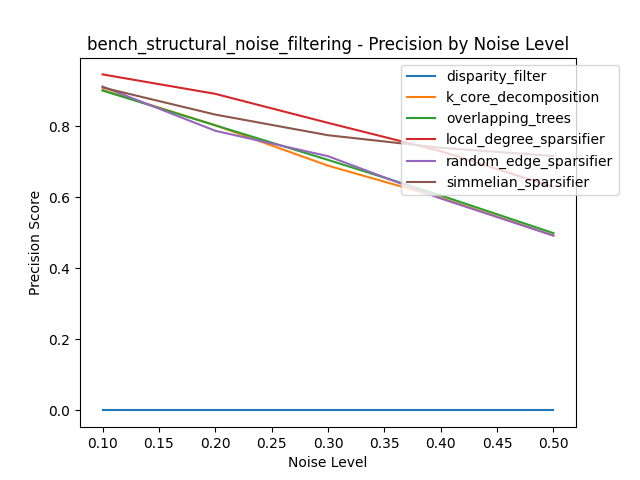 bench_structural_noise_filtering - Precision by Noise Level
disparity_filter
k_core_decomposition
overlapping_trees
local_degree_sparsifier
random_edge_sparsifier
simmelian_sparsifier
Precision Score
0.8
0.6
0.4
0.2
0.0
0.10 0.15 0.20 0.25 0.30 0.35 0.40 0.45 0.50
Noise Level